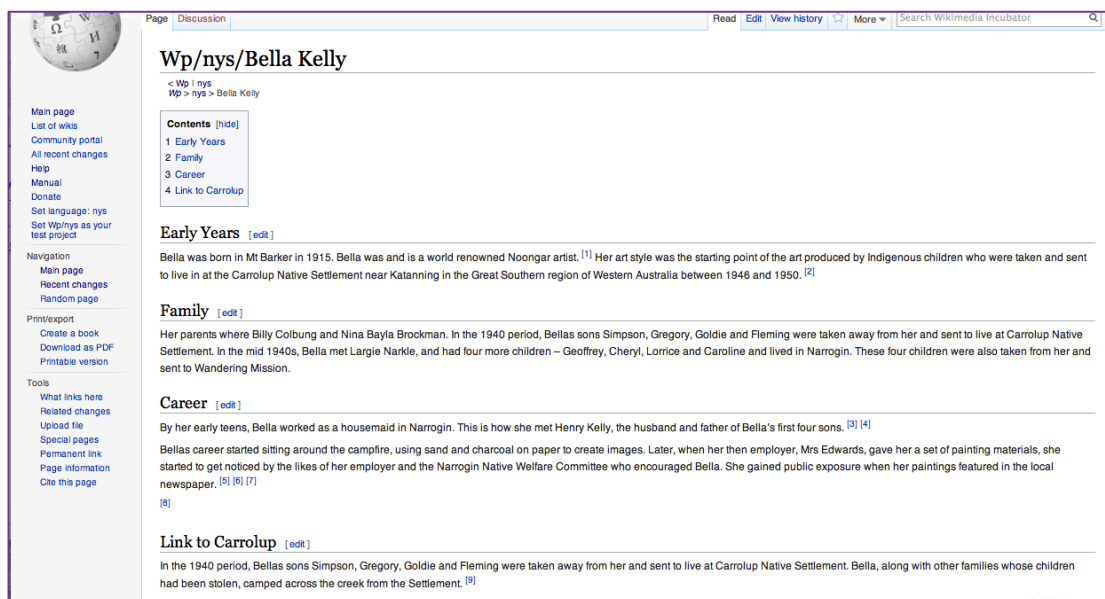 Page Discussion Read Edit View history More Search Wikimedia Incubator
Wp/nys/Bella Kelly
< Wp | nys
Wp > nys > Bella Kelly
Contents [hide]
1 Early Years
2 Family
3 Career
4 Link to Carrolup
Main page
List of wikis
Community portal
All recent changes
Help
Manual
Donate
Set language: nys
Set Wp/nys as your
test project
Navigation
Main page
Recent changes
Random page
Print/export
Create a book
Download as PDF
Printable version
Tools
What links here
Related changes
Upload file
Special pages
Permanent link
Page information
Cite this page
Early Years [edit]
Bella was born in Mt Barker in 1915. Bella was and is a world renowned Noongar artist. [1] Her art style was the starting point of the art produced by Indigenous children who were taken and sent
to live in at the Carrolup Native Settlement near Katanning in the Great Southern region of Western Australia between 1946 and 1950. [2]
Family [edit]
Her parents where Billy Colbung and Nina Bayla Brockman. In the 1940 period, Bellas sons Simpson, Gregory, Goldie and Fleming were taken away from her and sent to live at Carrolup Native
Settlement. In the mid 1940s, Bella met Largie Narkle, and had four more children – Geoffrey, Cheryl, Lorrice and Caroline and lived in Narrogin. These four children were also taken from her and
sent to Wandering Mission.
Career [edit]
By her early teens, Bella worked as a housemaid in Narrogin. This is how she met Henry Kelly, the husband and father of Bella's first four sons. [3] [4]
Bellas career started sitting around the campfire, using sand and charcoal on paper to create images. Later, when her then employer, Mrs Edwards, gave her a set of painting materials, she
started to get noticed by the likes of her employer and the Narrogin Native Welfare Committee who encouraged Bella. She gained public exposure when her paintings featured in the local
newspaper. [5] [6] [7]
[8]
Link to Carrolup [edit]
In the 1940 period, Bellas sons Simpson, Gregory, Goldie and Fleming were taken away from her and sent to live at Carrolup Native Settlement. Bella, along with other families whose children
had been stolen, camped across the creek from the Settlement. [9]